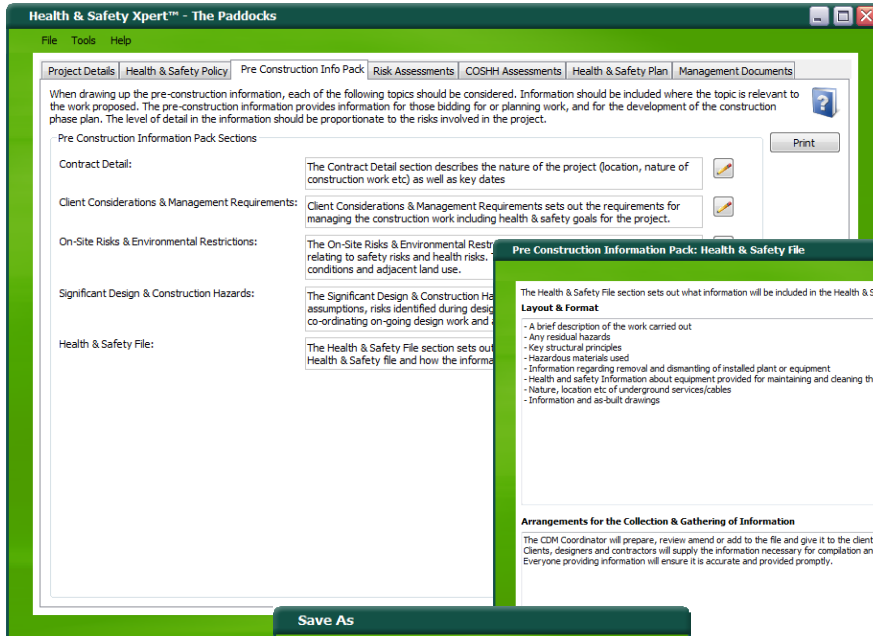 Health & Safety Xpert™ - The Paddocks
File Tools Help
Project Details Health & Safety Policy Pre Construction Info Pack Risk Assessments COSHH Assessments Health & Safety Plan Management Documents
When drawing up the pre-construction information, each of the following topics should be considered. Information should be included where the topic is relevant to
the work proposed. The pre-construction information provides information for those bidding for or planning work, and for the development of the construction
phase plan. The level of detail in the information should be proportionate to the risks involved in the project.
Print
Pre Construction Information Pack Sections
Contract Detail:
The Contract Detail section describes the nature of the project (location, nature of
construction work etc) as well as key dates
Client Considerations & Management Requirements:
Client Considerations & Management Requirements sets out the requirements for
managing the construction work including health & safety goals for the project.
On-Site Risks & Environmental Restrictions:
The On-Site Risks & Environmental Restr
relating to safety risks and health risks.
conditions and adjacent land use.
Significant Design & Construction Hazards:
The Significant Design & Construction Ha
assumptions, risks identified during desig
co-ordinating on-going design work and
Health & Safety File:
The Health & Safety File section sets out
Health & Safety file and how the informa
Pre Construction Information Pack: Health & Safety File
The Health & Safety File section sets out what information will be included in the Health & S
Layout & Format
- A brief description of the work carried out
- Any residual hazards
- Key structural principles
- Hazardous materials used
- Information regarding removal and dismantling of installed plant or equipment
- Health and safety Information about equipment provided for maintaining and cleaning th
- Nature, location etc of underground services/cables
- Information and as-built drawings
Arrangements for the Collection & Gathering of Information
The CDM Coordinator will prepare, review amend or add to the file and give it to the client
Clients, designers and contractors will supply the information necessary for compilation an
Everyone providing information will ensure it is accurate and provided promptly.
Save As